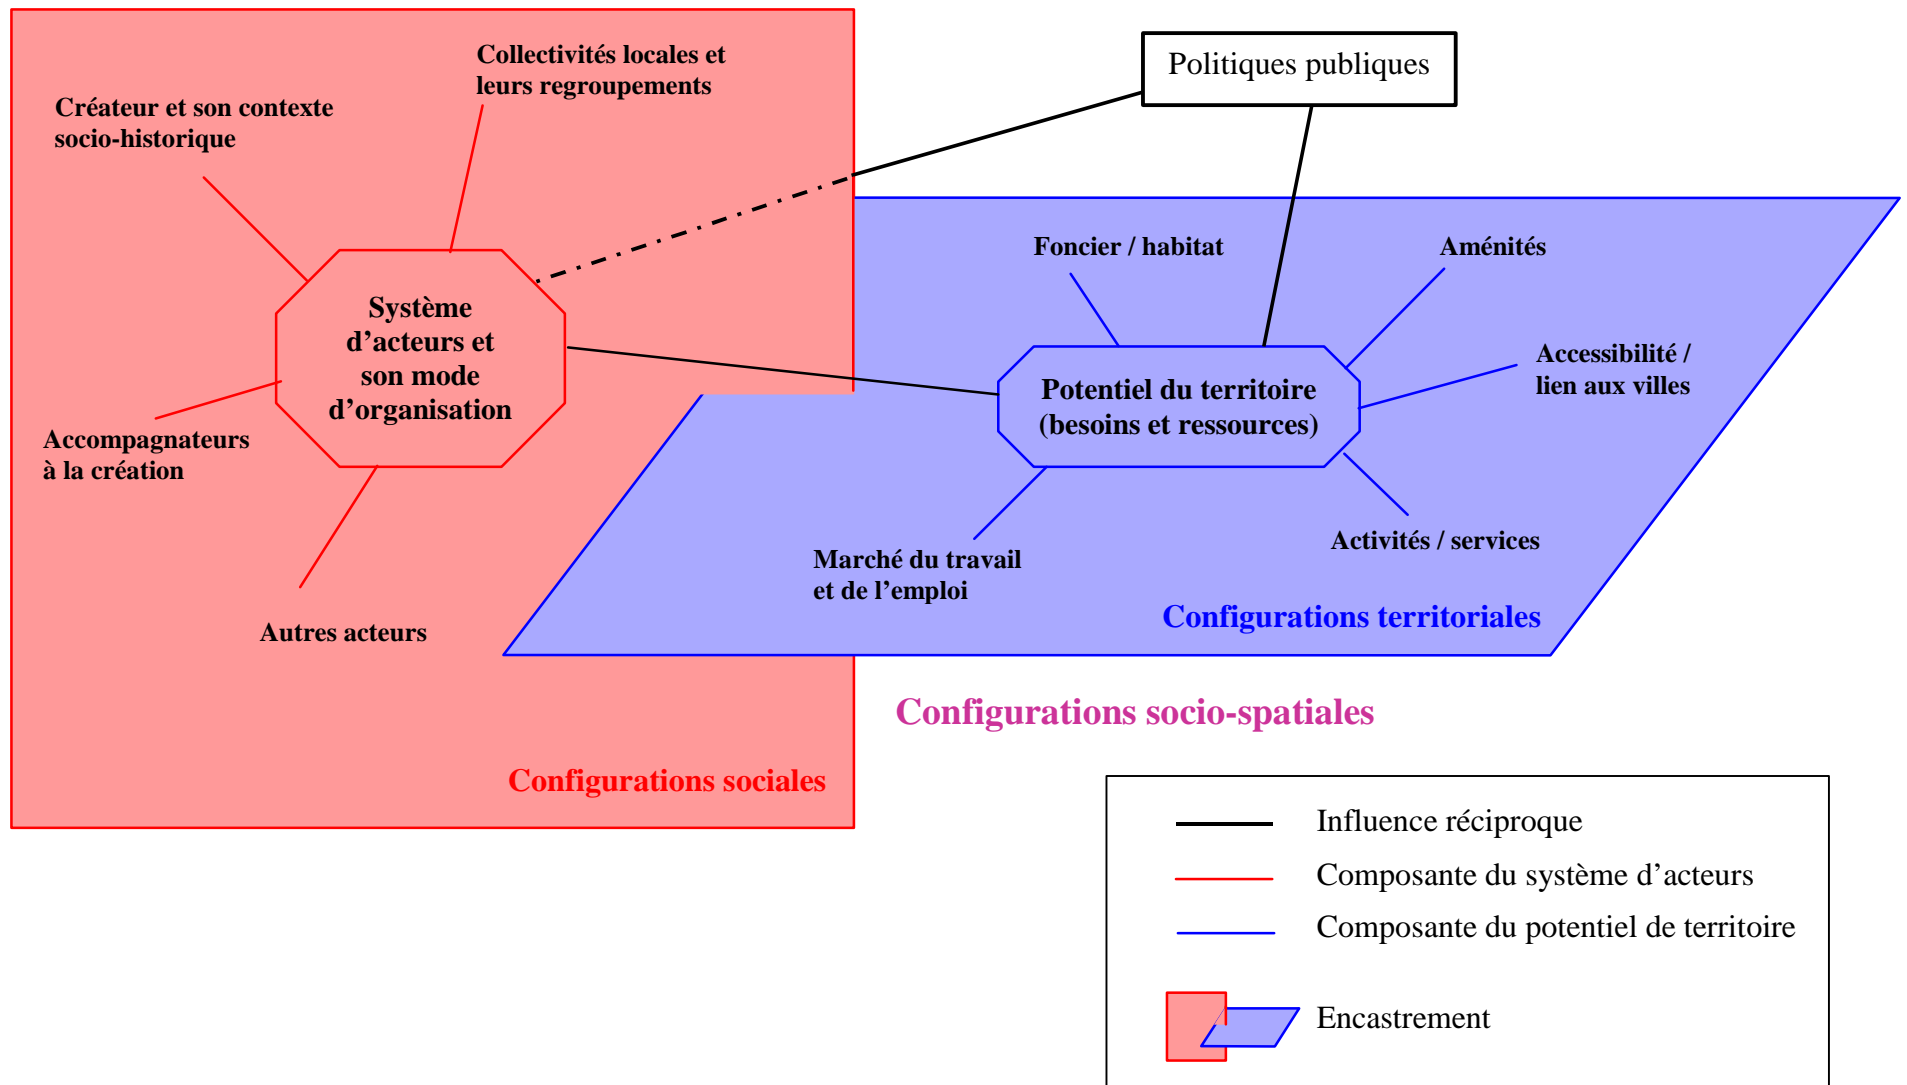 Collectivités locales et
leurs regroupements
Créateur et son contexte
socio-historique
Politiques publiques
Système
d’acteurs et
son mode
d’organisation
Accompagnateurs
à la création
Autres acteurs
Configurations sociales
Foncier / habitat
Aménités
Accessibilité /
lien aux villes
Potentiel du territoire
(besoins et ressources)
Activités / services
Marché du travail
et de l’emploi
Configurations territoriales
Configurations socio-spatiales
Influence réciproque
Composante du système d’acteurs
Composante du potentiel de territoire
Encastrement